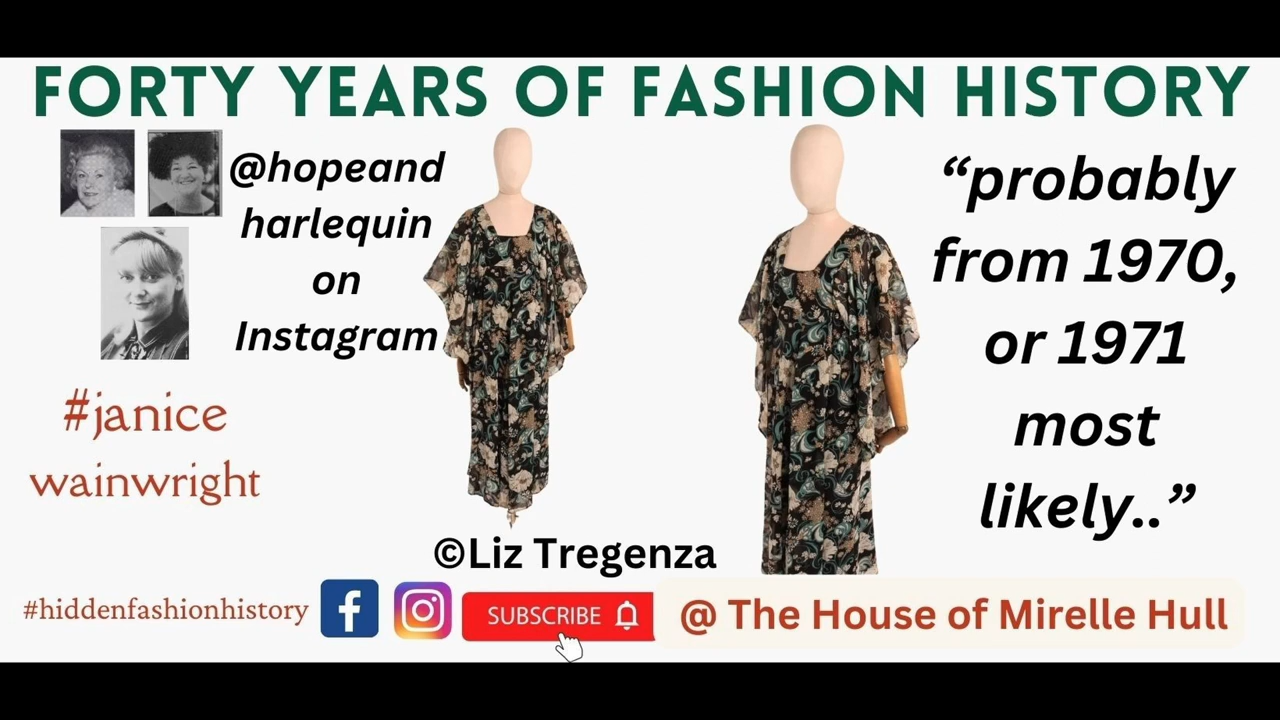 FORTY YEARS OF FASHION HISTORY
@hopeand
harlequin
on
Instagram
#janice
wainwright
“probably
from 1970,
or 1971
most
likely..”
©Liz Tregenza
#hiddenfashionhistory
SUBSCRIBE
@ The House of Mirelle Hull